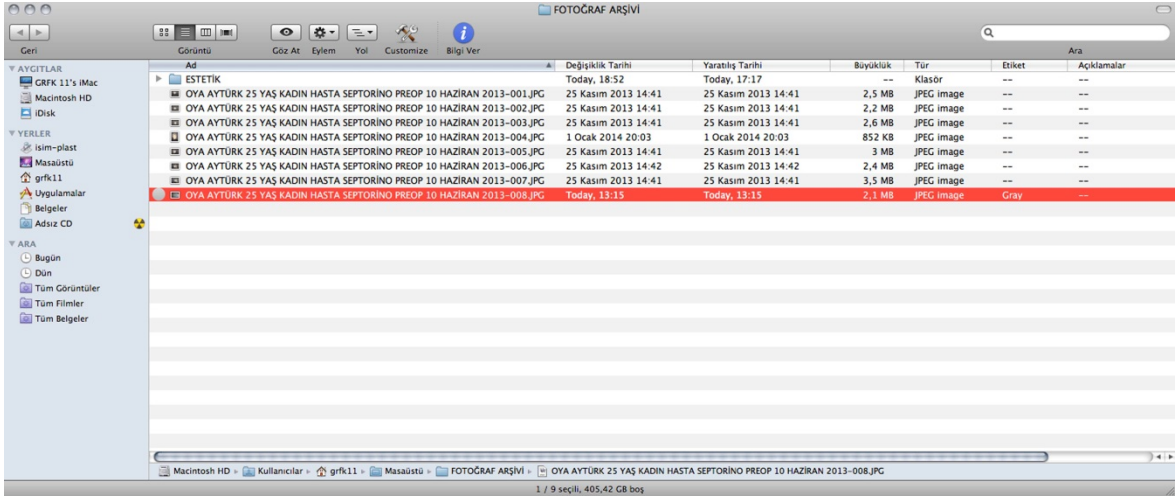 FOTOĞRAF ARŞİVİ
Geri Görüntü Göz At Eylem Yol Customize Bilgi Ver Ara
AYGITLAR
GRFK 11's iMac
Macintosh HD
iDisk
YERLER
isim-plast
Masaüstü
grfk11
Uygulamalar
Belgeler
Adsız CD
ARA
Bugün
Dün
Tüm Görüntüler
Tüm Filmler
Tüm Belgeler
Ad Değişiklik Tarihi Yaratılış Tarihi Büyüklük Tür Etiket Açıklamalar
ESTETİK Today, 18:52 Today, 17:17 -- Klasör -- --
OYA AYTÜRK 25 YAŞ KADIN HASTA SEPTORİNO PREOP 10 HAZİRAN 2013-001.JPG 25 Kasım 2013 14:41 25 Kasım 2013 14:41 2,5 MB JPEG image -- --
OYA AYTÜRK 25 YAŞ KADIN HASTA SEPTORİNO PREOP 10 HAZİRAN 2013-002.JPG 25 Kasım 2013 14:41 25 Kasım 2013 14:41 2,2 MB JPEG image -- --
OYA AYTÜRK 25 YAŞ KADIN HASTA SEPTORİNO PREOP 10 HAZİRAN 2013-003.JPG 25 Kasım 2013 14:41 25 Kasım 2013 14:41 2,6 MB JPEG image -- --
OYA AYTÜRK 25 YAŞ KADIN HASTA SEPTORİNO PREOP 10 HAZİRAN 2013-004.JPG 1 Ocak 2014 20:03 1 Ocak 2014 20:03 852 KB JPEG image -- --
OYA AYTÜRK 25 YAŞ KADIN HASTA SEPTORİNO PREOP 10 HAZİRAN 2013-005.JPG 25 Kasım 2013 14:41 25 Kasım 2013 14:41 3 MB JPEG image -- --
OYA AYTÜRK 25 YAŞ KADIN HASTA SEPTORİNO PREOP 10 HAZİRAN 2013-006.JPG 25 Kasım 2013 14:42 25 Kasım 2013 14:42 2,4 MB JPEG image -- --
OYA AYTÜRK 25 YAŞ KADIN HASTA SEPTORİNO PREOP 10 HAZİRAN 2013-007.JPG 25 Kasım 2013 14:41 25 Kasım 2013 14:41 3,5 MB JPEG image -- --
OYA AYTÜRK 25 YAŞ KADIN HASTA SEPTORİNO PREOP 10 HAZİRAN 2013-008.JPG Today, 13:15 Today, 13:15 2,1 MB JPEG image Gray --
Macintosh HD Kullanıcılar grfk11 Masaüstü FOTOĞRAF ARŞİVİ OYA AYTÜRK 25 YAŞ KADIN HASTA SEPTORİNO PREOP 10 HAZİRAN 2013-008.JPG
1 / 9 seçili, 405,42 GB boş